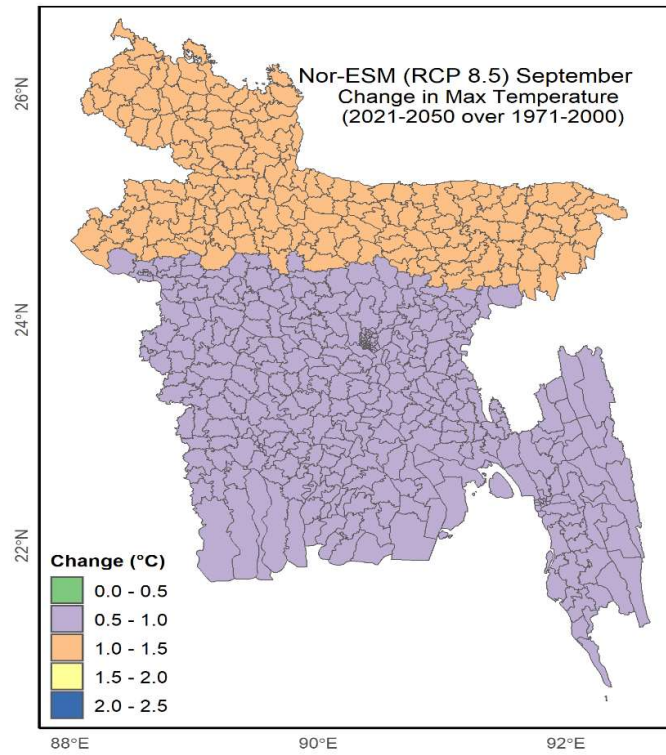 Nor-ESM (RCP 8.5) September
Change in Max Temperature
(2021-2050 over 1971-2000)
26°N
24°N
22°N
Change (°C)
0.0 - 0.5
0.5 - 1.0
1.0 - 1.5
1.5 - 2.0
2.0 - 2.5
88°E
90°E
92°E